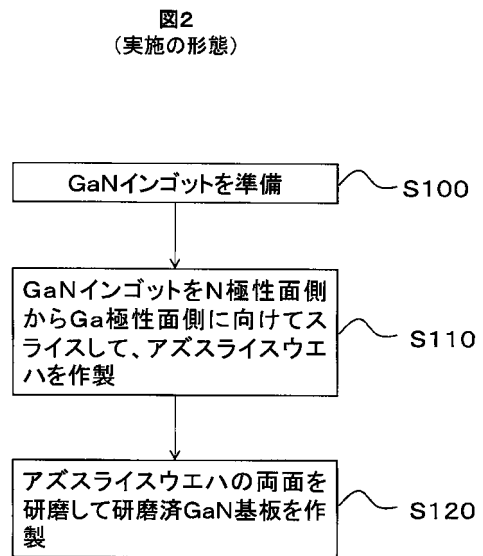 図2
(実施の形態)
GaNインゴットを準備
S100
GaNインゴットをN極性面側
からGa極性面側に向けてス
ライスして、アズスライスウエ
ハを作製
S110
アズスライスウエハの両面を
研磨して研磨済GaN基板を作
製
S120